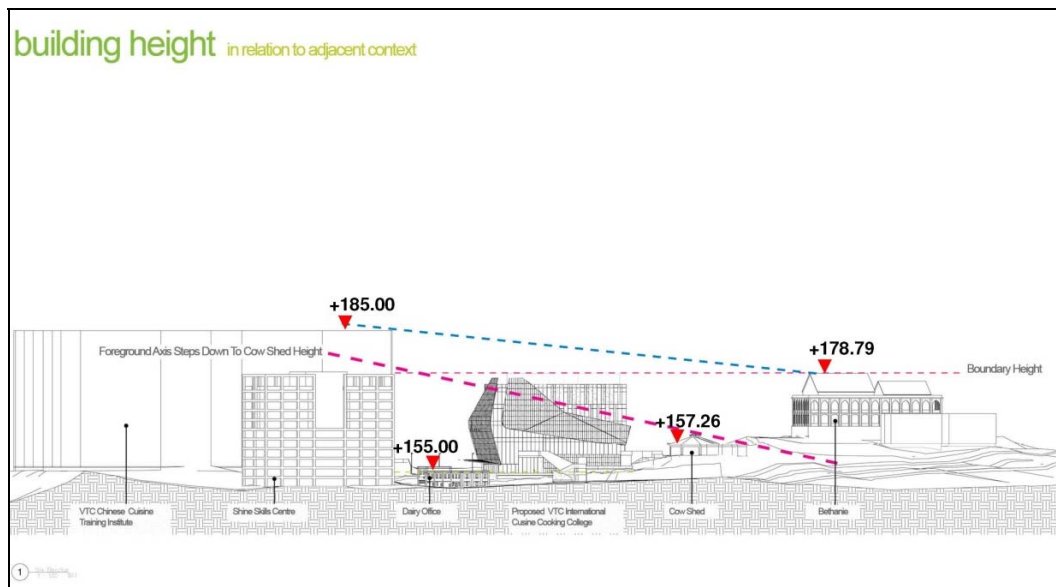 building height in relation to adjacent context
+185.00
Foreground Axis Steps Down To Cow Shed Height
+178.79
Boundary Height
+157.26
+155.00
VTC Chinese Cuisine
Training Institute
Shine Skills Centre
Dairy Office
Proposed VTC International
Cusine Cooking College
Cow Shed
Bethanie
1